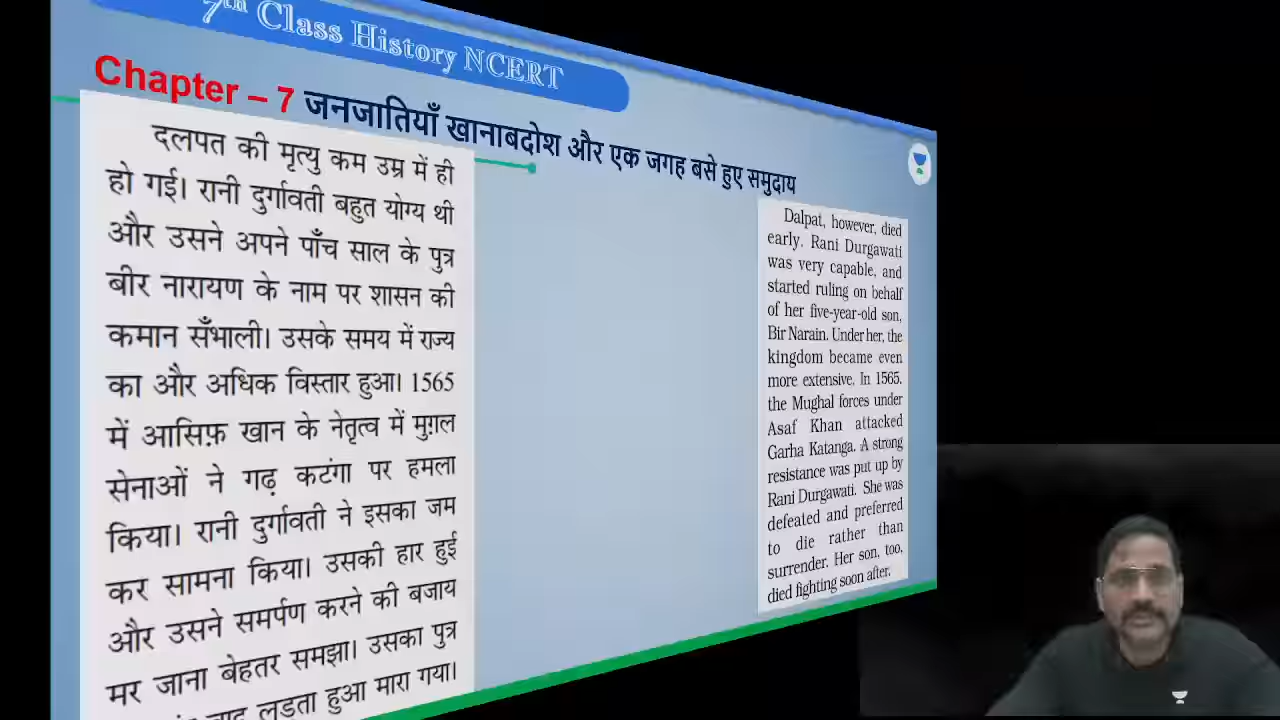 7th Class History NCERT
Chapter – 7 जनजातियाँ खानाबदोश और एक जगह बसे हुए समुदाय
दलपत की मृत्यु कम उम्र में ही
हो गई। रानी दुर्गावती बहुत योग्य थी
और उसने अपने पाँच साल के पुत्र
बीर नारायण के नाम पर शासन की
कमान सँभाली। उसके समय में राज्य
का और अधिक विस्तार हुआ। 1565
में आसिफ़ खान के नेतृत्व में मुग़ल
सेनाओं ने गढ़ कटंगा पर हमला
किया। रानी दुर्गावती ने इसका जम
कर सामना किया। उसकी हार हुई
और उसने समर्पण करने की बजाय
मर जाना बेहतर समझा। उसका पुत्र
लड़ता हुआ मारा गया।
Dalpat, however, died
early. Rani Durgawati
was very capable, and
started ruling on behalf
of her five-year-old son,
Bir Narain. Under her, the
kingdom became even
more extensive. In 1565,
the Mughal forces under
Asaf Khan attacked
Garha Katanga. A strong
resistance was put up by
Rani Durgawati. She was
defeated and preferred
to die rather than
surrender. Her son, too,
died fighting soon after.